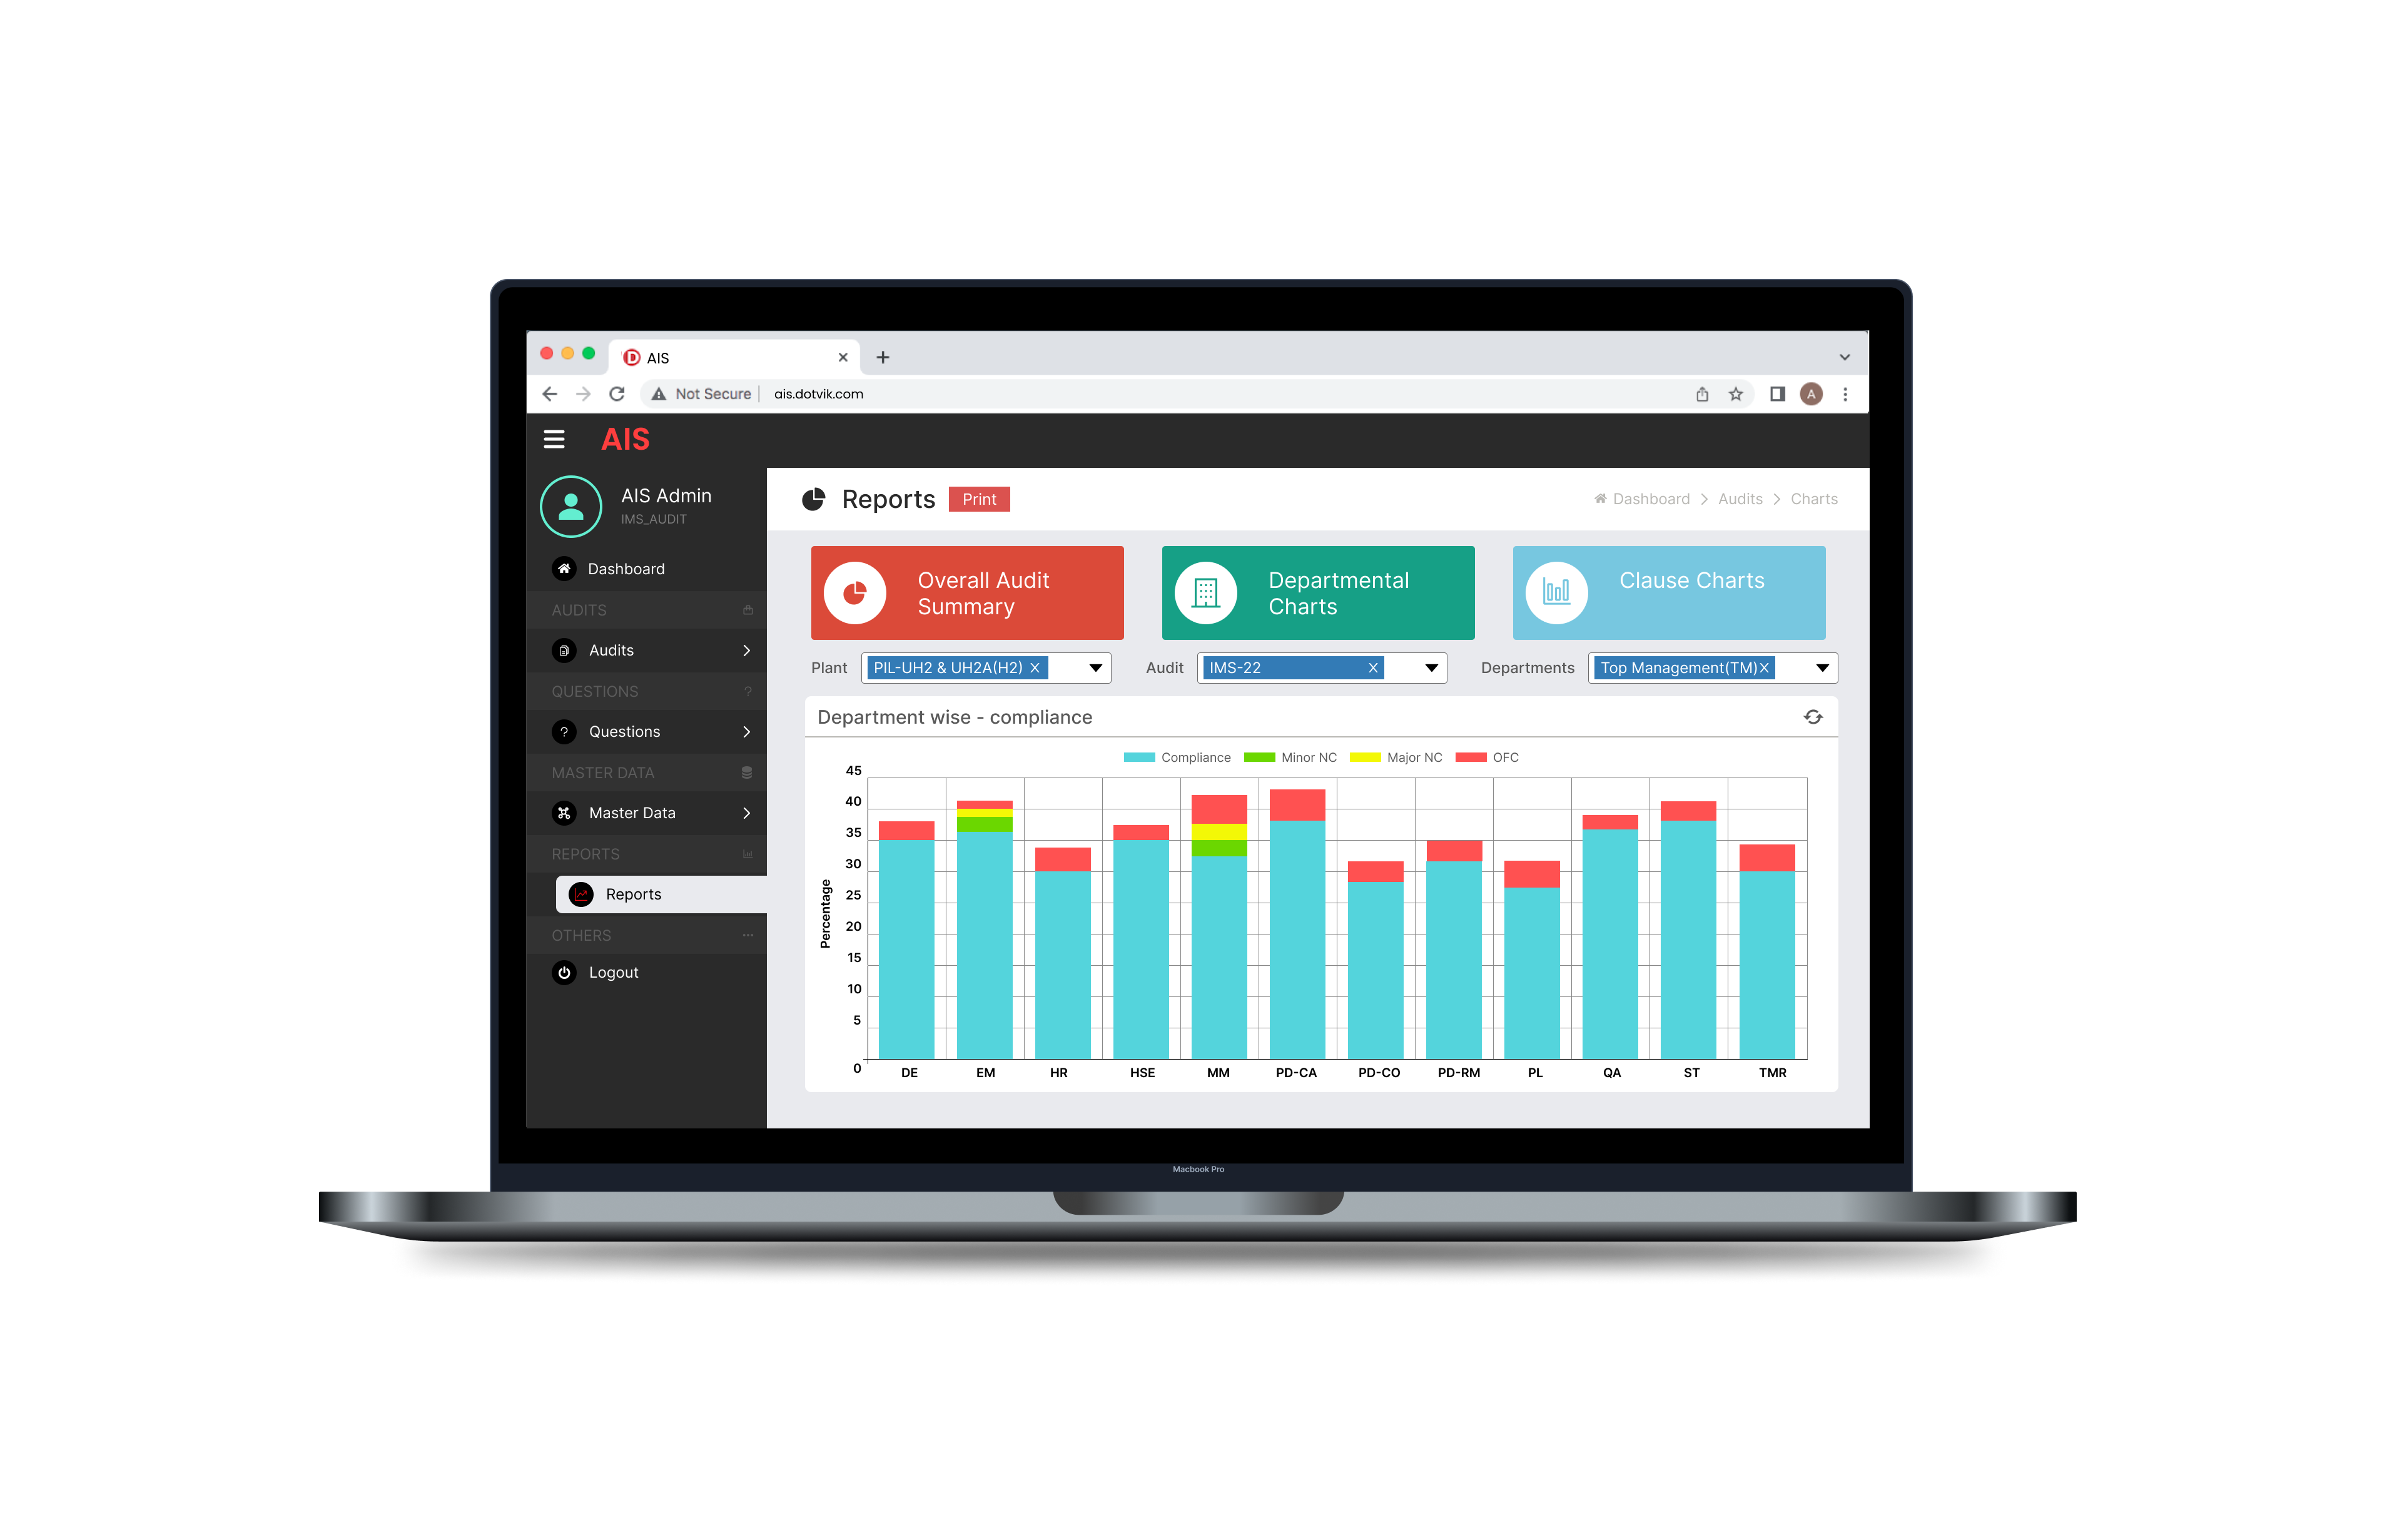 AIS
Not Secure
ais.dotvik.com
A
AIS
AIS Admin
IMS_AUDIT
Dashboard
AUDITS
Audits
QUESTIONS
?
?
Questions
MASTER DATA
Master Data
REPORTS
Reports
OTHERS
Logout
Reports
Print
Dashboard > Audits > Charts
Overall Audit
Summary
Departmental
Charts
Clause Charts
Plant
PIL-UH2 & UH2A(H2) X
Audit
IMS-22 X
Departments
Top Management(TM)X
Department wise - compliance
Compliance
Minor NC
Major NC
OFC
Percentage
45
40
35
30
25
20
15
10
5
0
DE
EM
HR
HSE
MM
PD-CA
PD-CO
PD-RM
PL
QA
ST
TMR
Macbook Pro